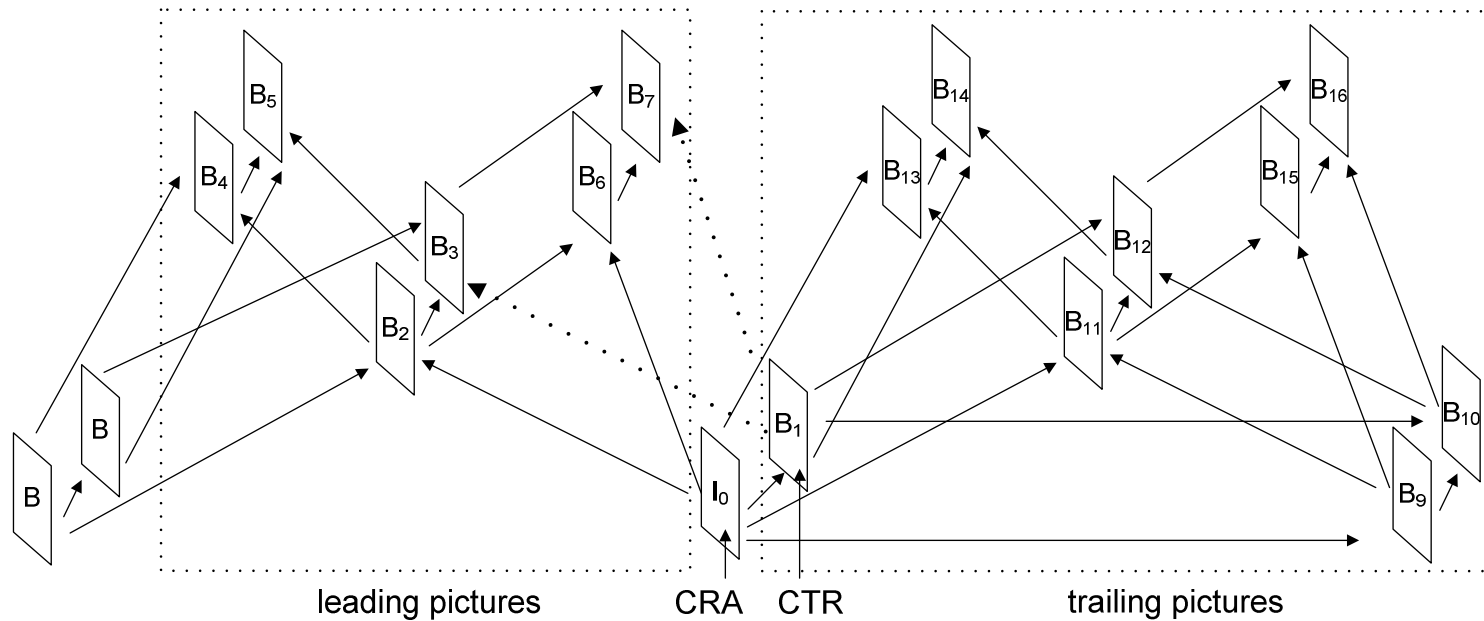 B5
B7
B14
B16
B4
B6
B13
B15
B3
B12
B2
B11
B
B1
B10
B
I0
B9
leading pictures
CRA
CTR
trailing pictures